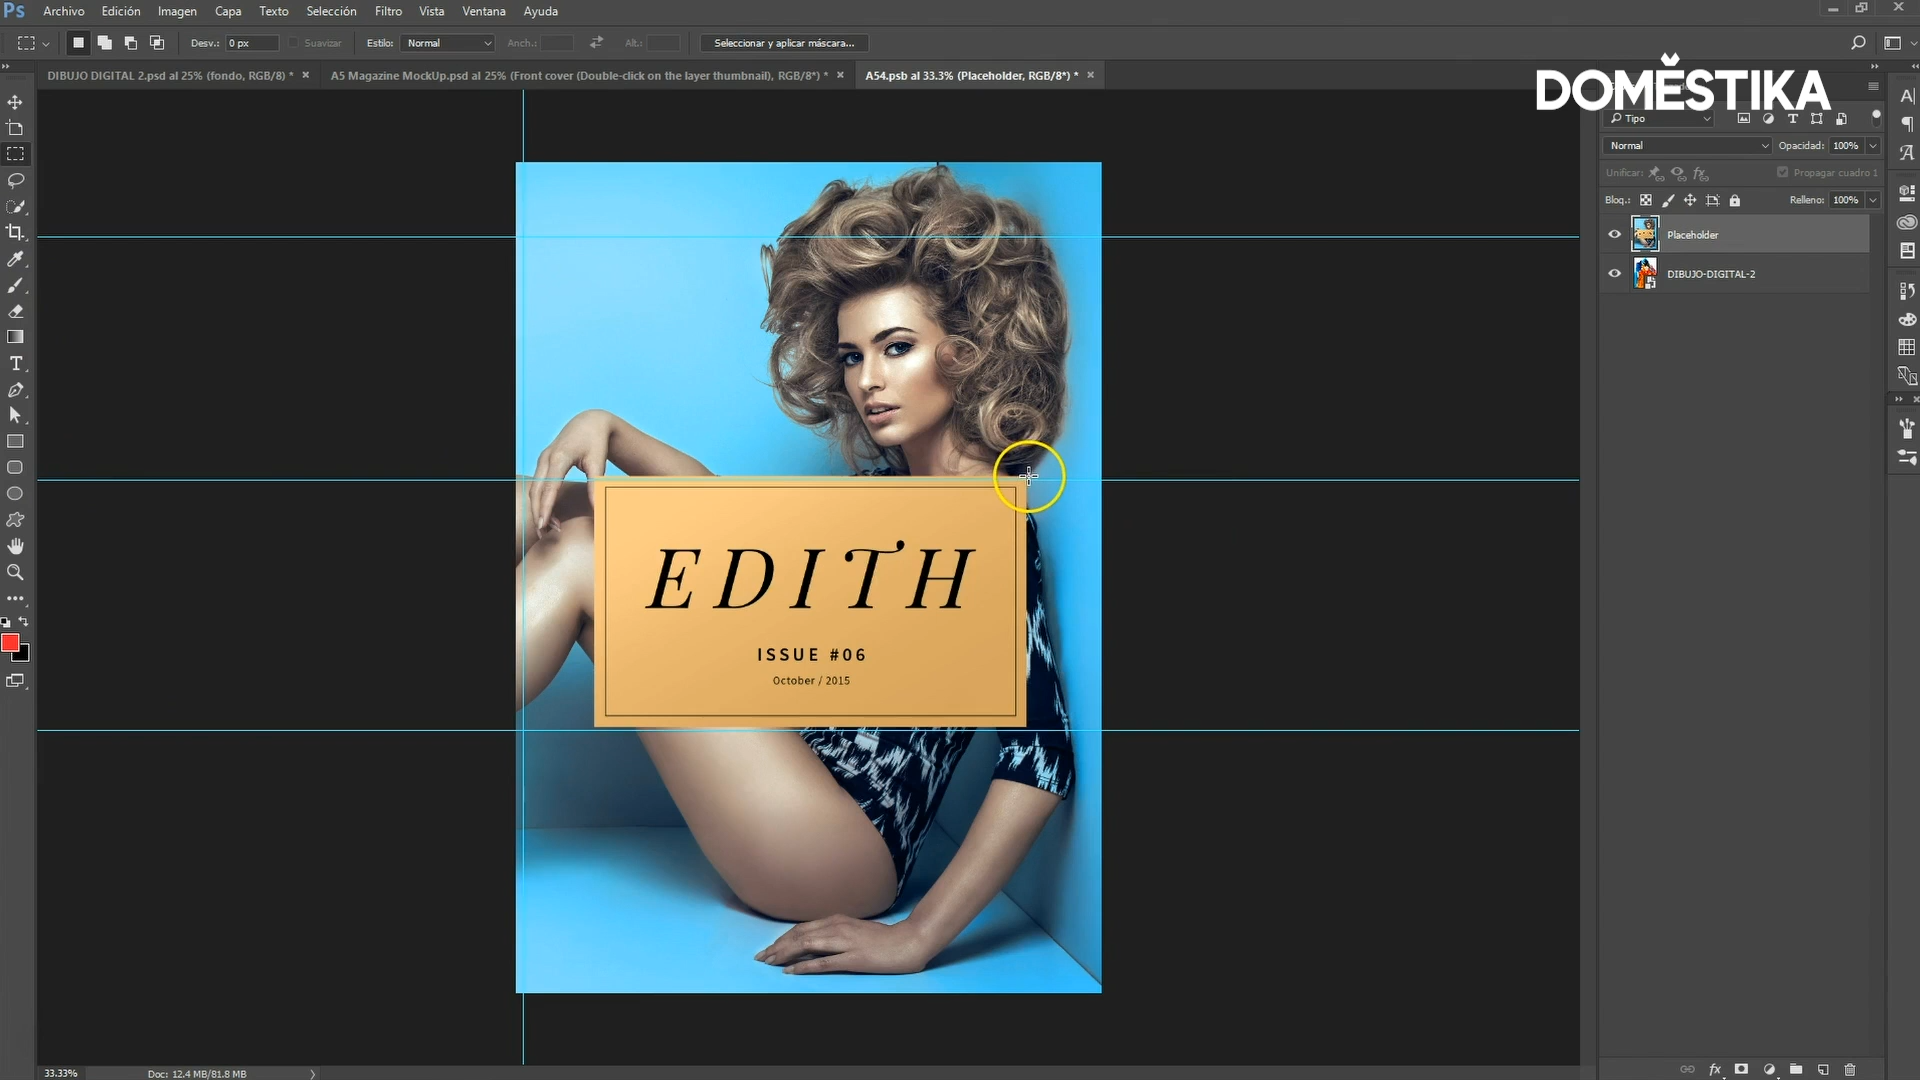 Ps Archivo Edición Imagen Capa Texto Selección Filtro Vista Ventana Ayuda
Desv.: 0 px Suavizar Estilo: Normal Anch.: Alt.: Seleccionar y aplicar máscara...
DIBUJO DIGITAL 2.psd al 25% (fondo, RGB/8) * × A5 Magazine MockUp.psd al 25% (Front cover (Double-click on the layer thumbnail), RGB/8*) * × A54.psb al 33.3% (Placeholder, RGB/8*) * ×
DOMESTIKA
Tipo
Normal Opacidad: 100%
Unificar: Propagar cuadro 1
Bloq.: Relleno: 100%
Placeholder
DIBUJO-DIGITAL-2
EDITH
ISSUE #06
October / 2015
33.33% Doc: 12.4 MB/81.8 MB